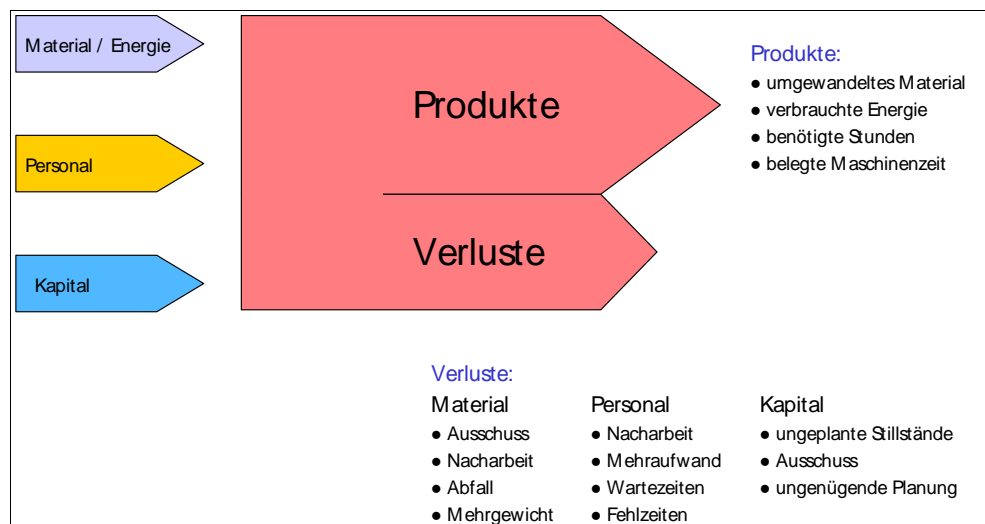 Material / Energie
Personal
Kapital
Produkte
Verluste
Produkte:
● umgewandeltes Material
● verbrauchte Energie
● benötigte Stunden
● belegte Maschinenzeit
Verluste:
Material
● Ausschuss
● Nacharbeit
● Abfall
● Mehrgewicht
Personal
● Nacharbeit
● Mehraufwand
● Wartezeiten
● Fehlzeiten
Kapital
● ungeplante Stillstände
● Ausschuss
● ungenügende Planung